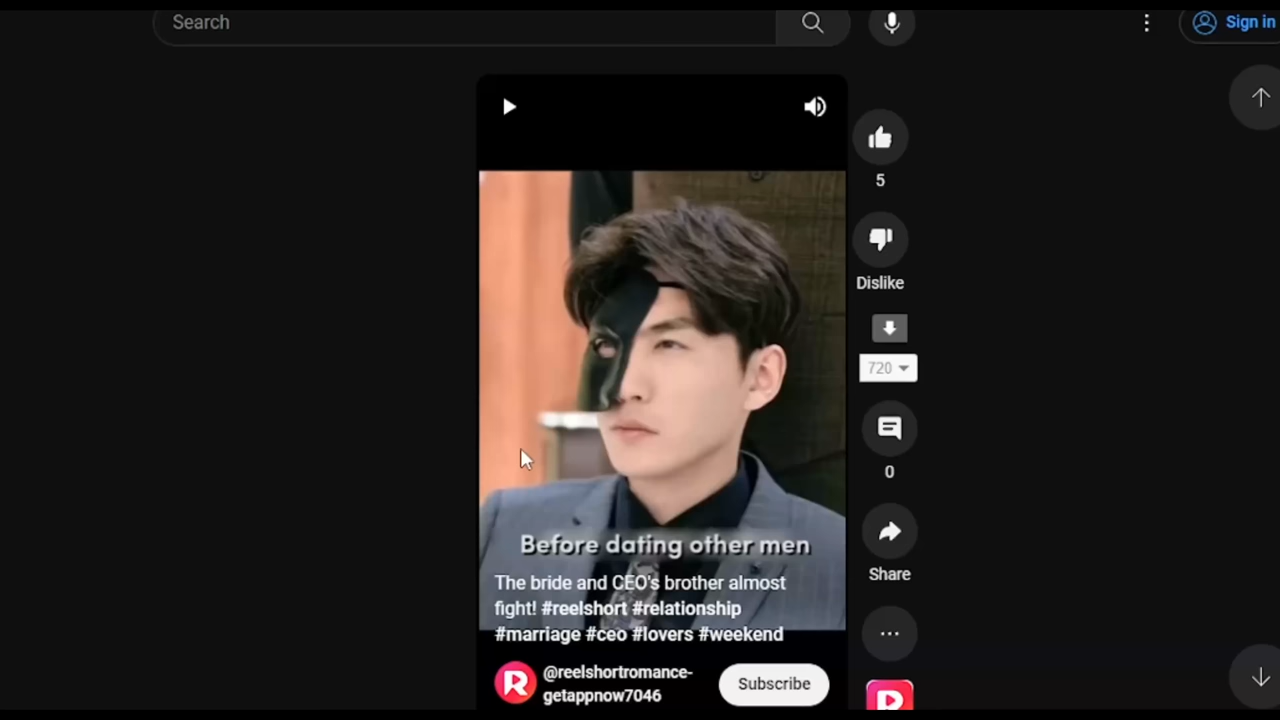 Search
Sign in
5
Dislike
720
0
Share
Before dating other men
The bride and CEO's brother almost
fight! #reelshort #relationship
#marriage #ceo #lovers #weekend
@reelshortromance-
getappnow7046
Subscribe